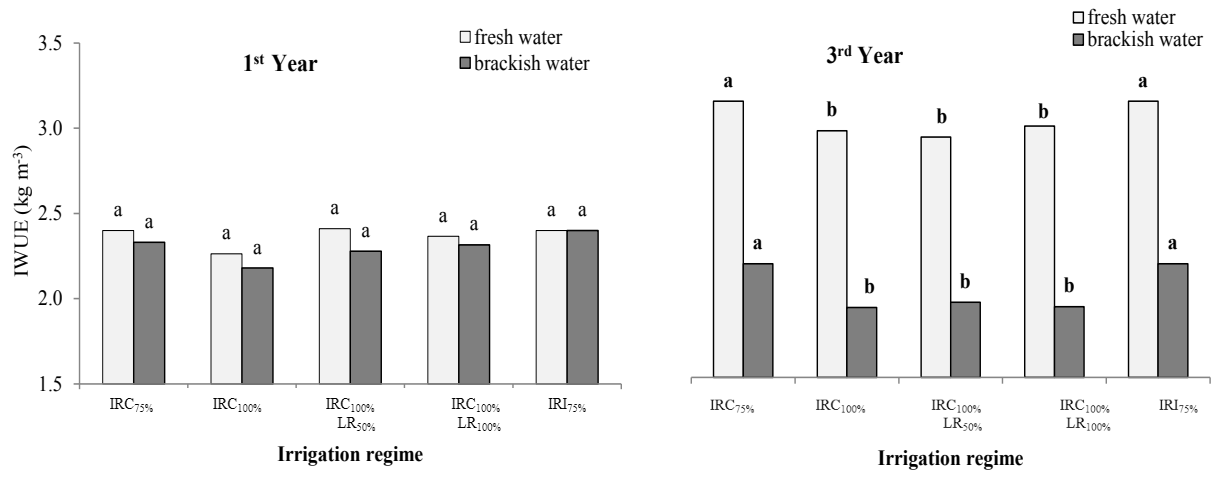 3.5
3.0
2.5
2.0
1.5
IWUE (kg m-3)
1st Year
fresh water
brackish water
a a a a a a a a a a
IRC75% IRC100% IRC100% IRC100% IRI75%
LR50% LR100%
Irrigation regime
3rd Year
fresh water
brackish water
a b b b a
a b b b a
IRC75% IRC100% IRC100% IRC100% IRI75%
LR50% LR100%
Irrigation regime